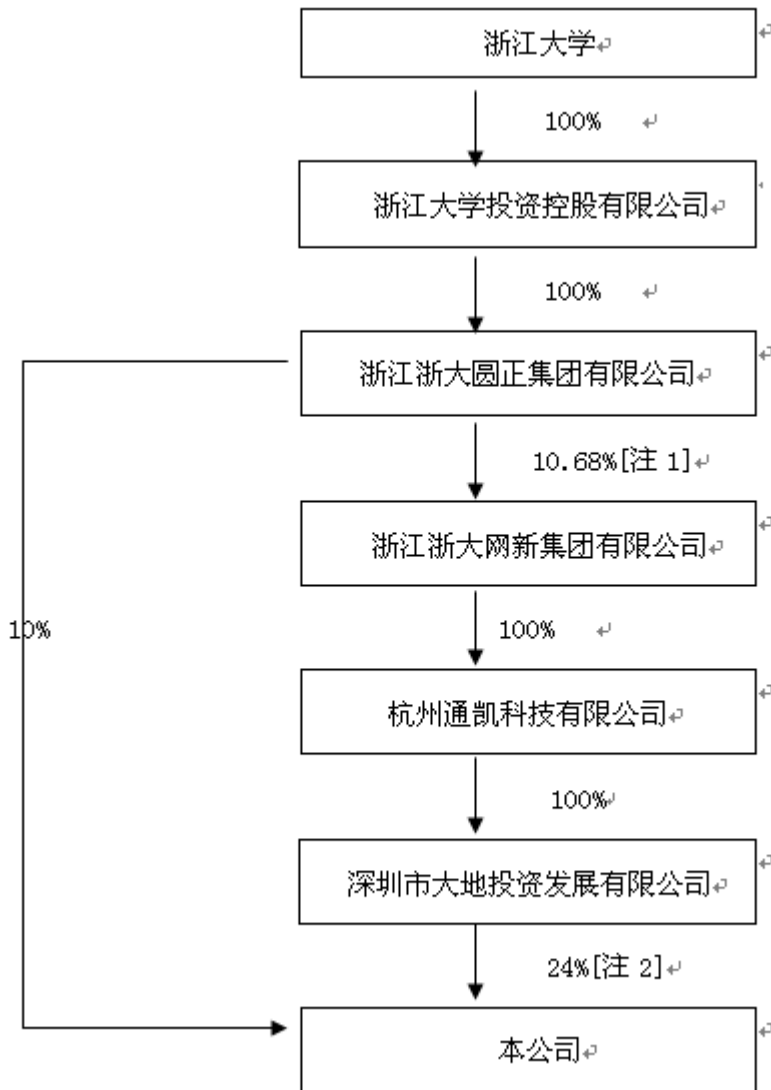 浙江大学
100%
浙江大学投资控股有限公司
100%
浙江浙大圆正集团有限公司
10.68%[注 1]
浙江浙大网新集团有限公司
10%
100%
杭州通凯科技有限公司
100%
深圳市大地投资发展有限公司
24%[注 2]
本公司